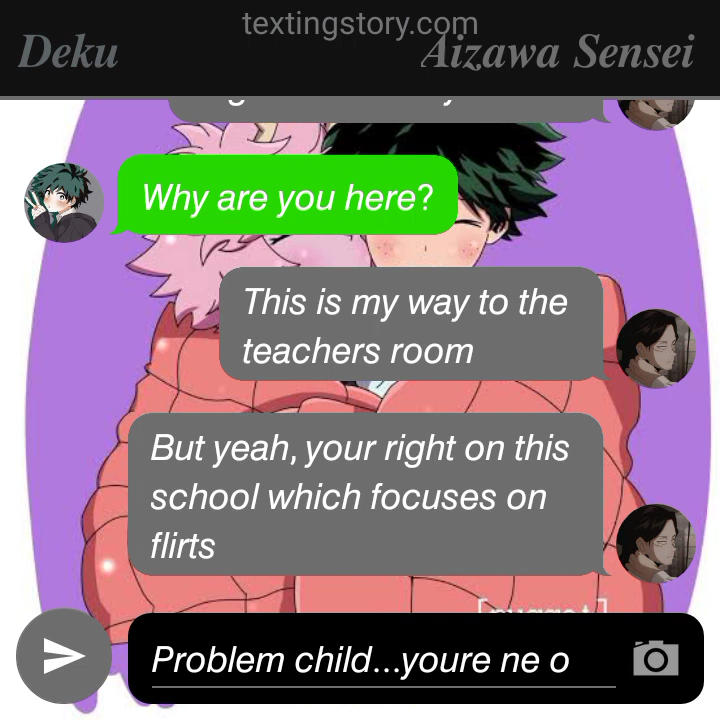 textingstory.com
Deku
Aizawa Sensei
Why are you here?
This is my way to the
teachers room
But yeah, your right on this
school which focuses on
flirts
Problem child...youre ne o